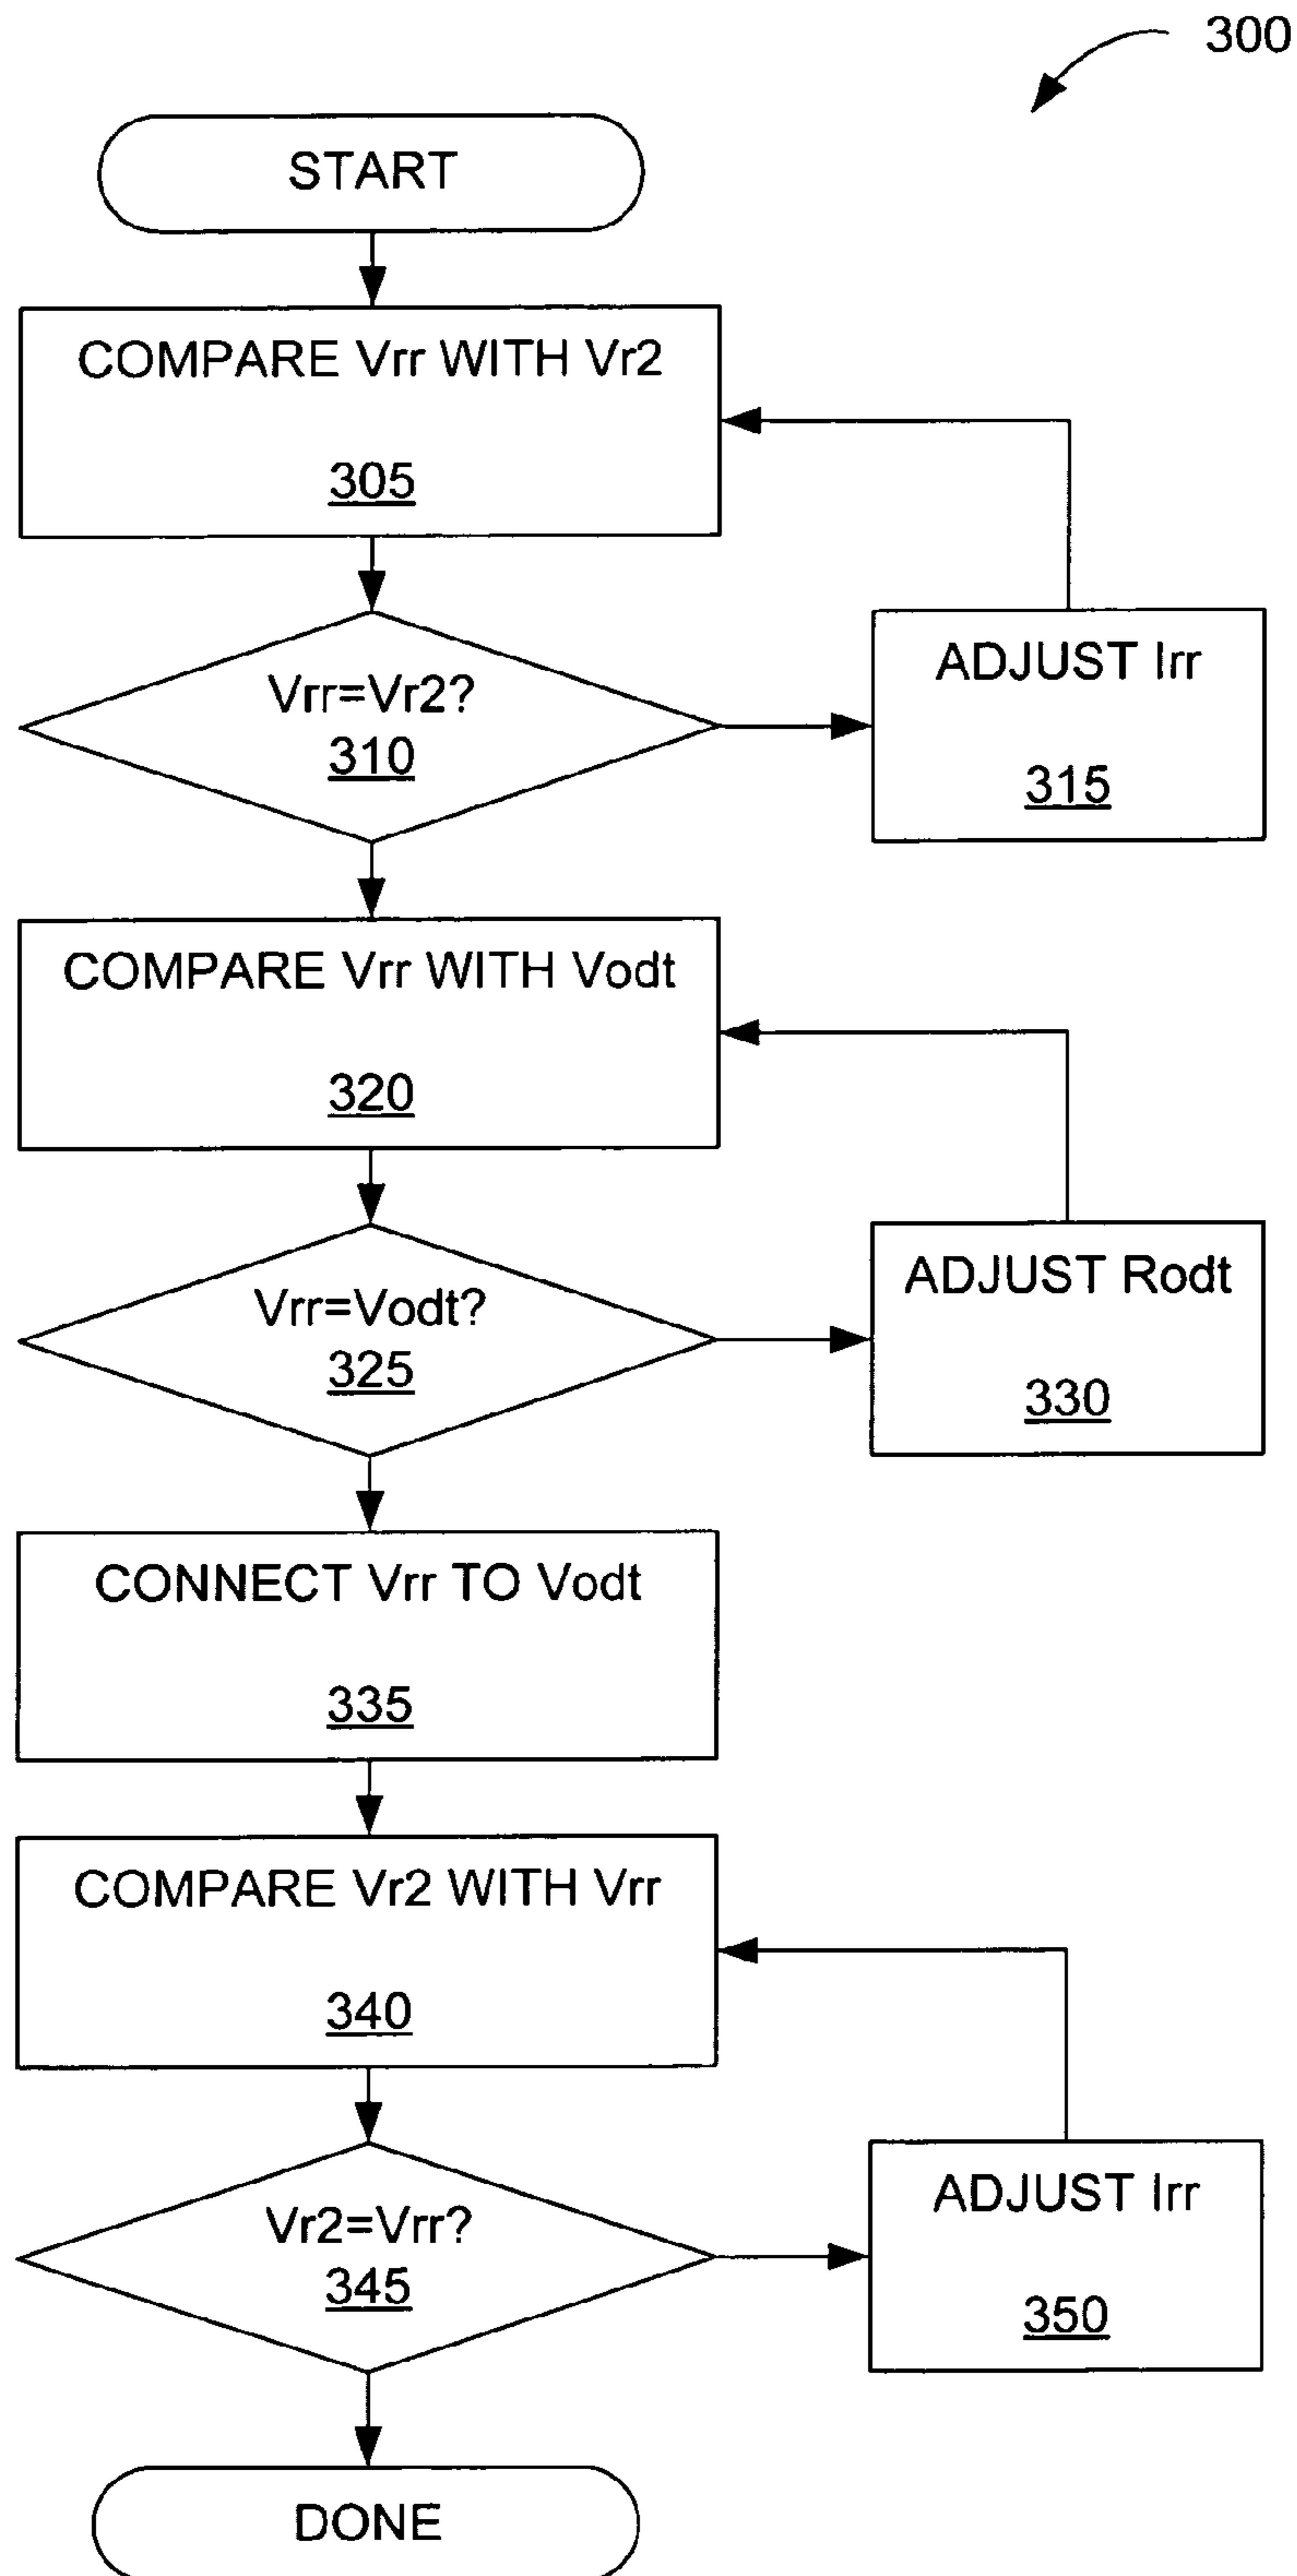 300
START
COMPARE Vrr WITH Vr2
305
Vrr=Vr2?
310
ADJUST Irr
315
COMPARE Vrr WITH Vodt
320
Vrr=Vodt?
325
ADJUST Rodt
330
CONNECT Vrr TO Vodt
335
COMPARE Vr2 WITH Vrr
340
Vr2=Vrr?
345
ADJUST Irr
350
DONE